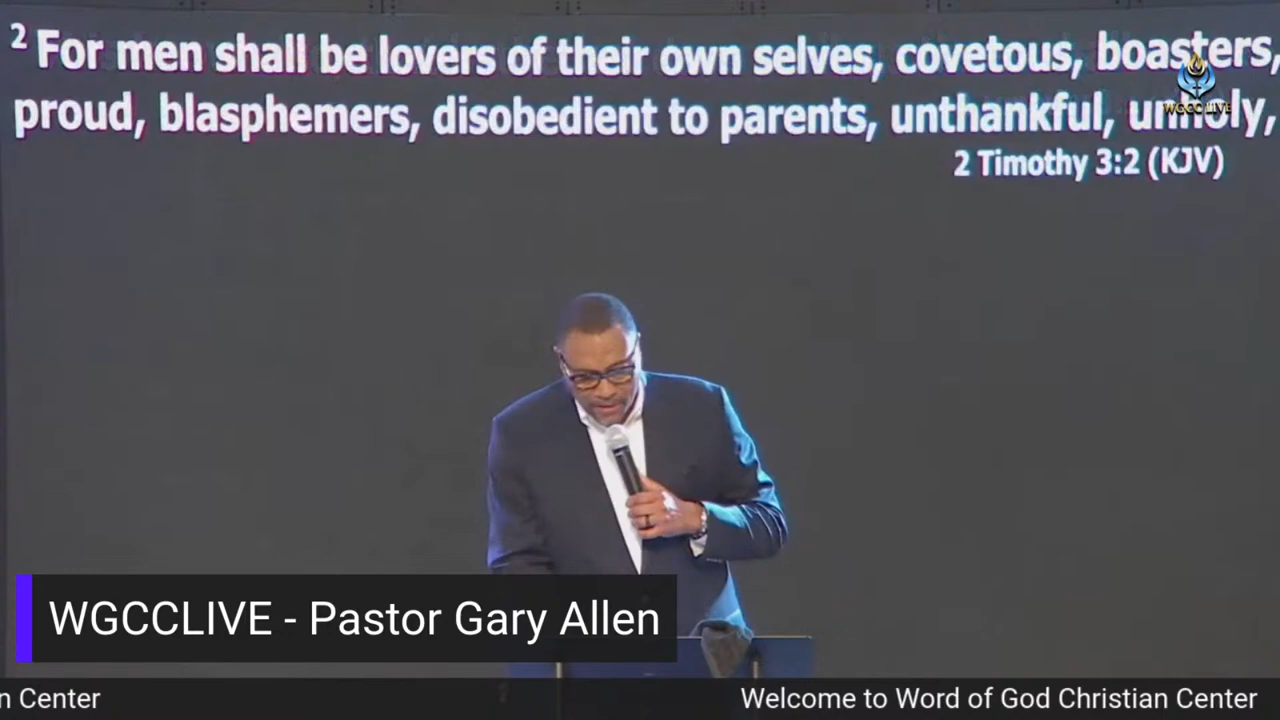 2 For men shall be lovers of their own selves, covetous, boasters,
proud, blasphemers, disobedient to parents, unthankful, unholy,
2 Timothy 3:2 (KJV)
WGCC LIVE
WGCCLIVE - Pastor Gary Allen
n Center
Welcome to Word of God Christian Center